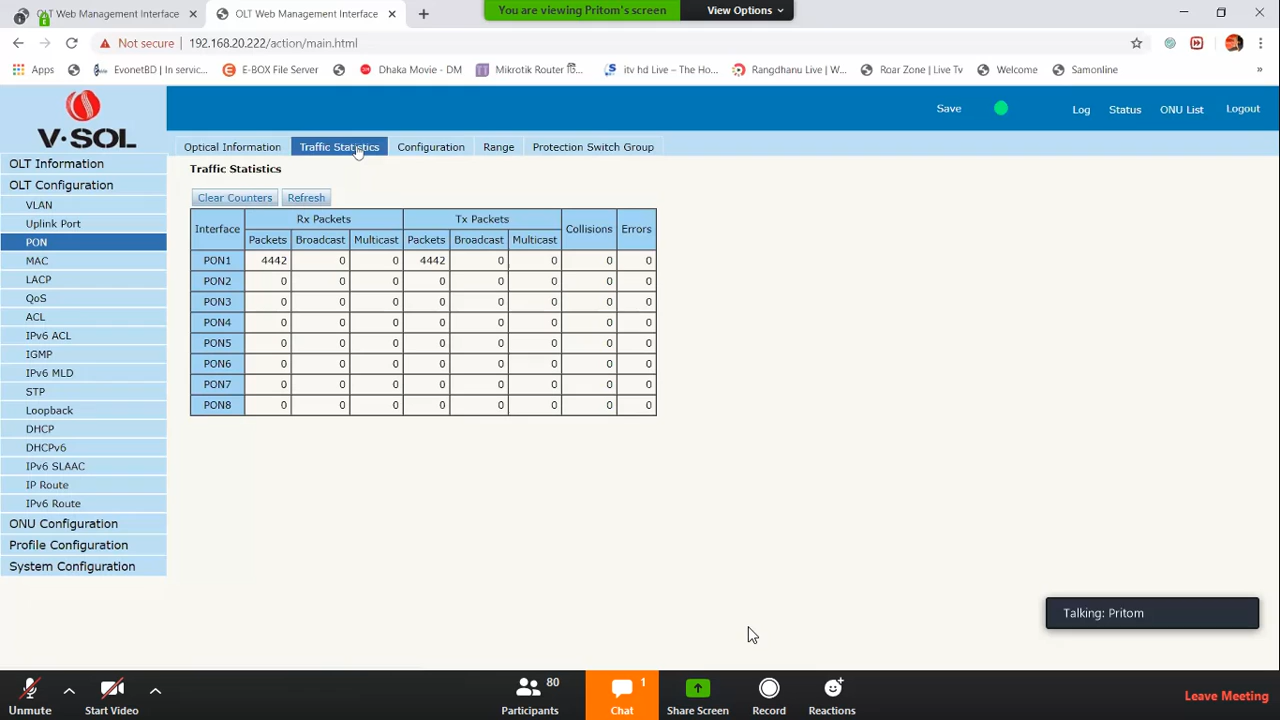 OLT Web Management Interface
OLT Web Management Interface
You are viewing Pritom's screen
View Options
Not secure
192.168.20.222/action/main.html
Apps
EvonetBD | In servic...
E-BOX File Server
Dhaka Movie - DM
Mikrotik Router
itv hd Live – The Ho...
Rangdhanu Live | W...
Roar Zone | Live Tv
Welcome
Samonline
»
V·SOL
Save
Log
Status
ONU List
Logout
OLT Information
OLT Configuration
VLAN
Uplink Port
PON
MAC
LACP
QoS
ACL
IPv6 ACL
IGMP
IPv6 MLD
STP
Loopback
DHCP
DHCPv6
IPv6 SLAAC
IP Route
IPv6 Route
ONU Configuration
Profile Configuration
System Configuration
Optical Information
Traffic Statistics
Configuration
Range
Protection Switch Group
Traffic Statistics
Clear Counters
Refresh
Interface Rx Packets Tx Packets Collisions Errors
Packets Broadcast Multicast Packets Broadcast Multicast
PON1 4442 0 0 4442 0 0 0 0
PON2 0 0 0 0 0 0 0 0
PON3 0 0 0 0 0 0 0 0
PON4 0 0 0 0 0 0 0 0
PON5 0 0 0 0 0 0 0 0
PON6 0 0 0 0 0 0 0 0
PON7 0 0 0 0 0 0 0 0
PON8 0 0 0 0 0 0 0 0
Talking: Pritom
Unmute
Start Video
80
Participants
1
Chat
Share Screen
Record
Reactions
Leave Meeting